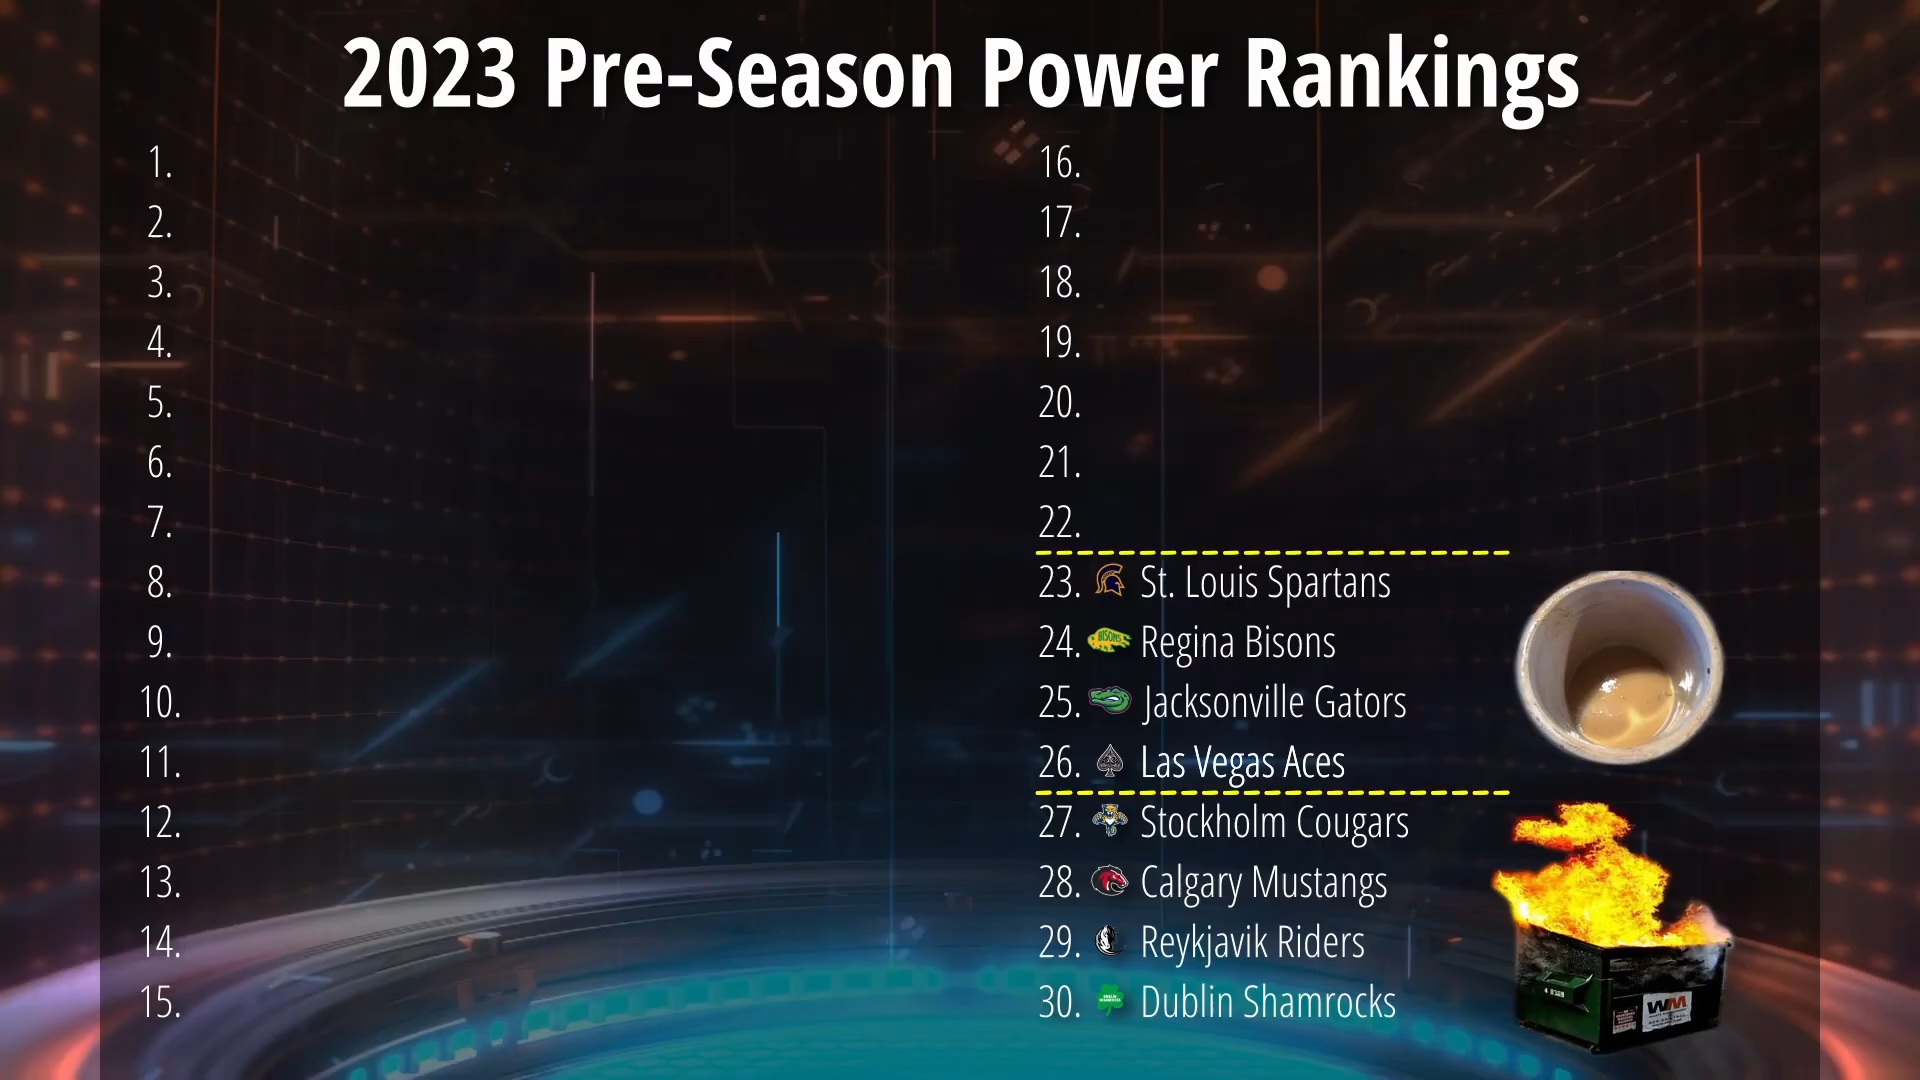 2023 Pre-Season Power Rankings
1.
2.
3.
4.
5.
6.
7.
8.
9.
10.
11.
12.
13.
14.
15.
16.
17.
18.
19.
20.
21.
22.
23. St. Louis Spartans
24. BISONS Regina Bisons
25. Jacksonville Gators
26. Las Vegas Aces
27. Stockholm Cougars
28. Calgary Mustangs
29. Reykjavik Riders
30. Dublin Shamrocks
WM